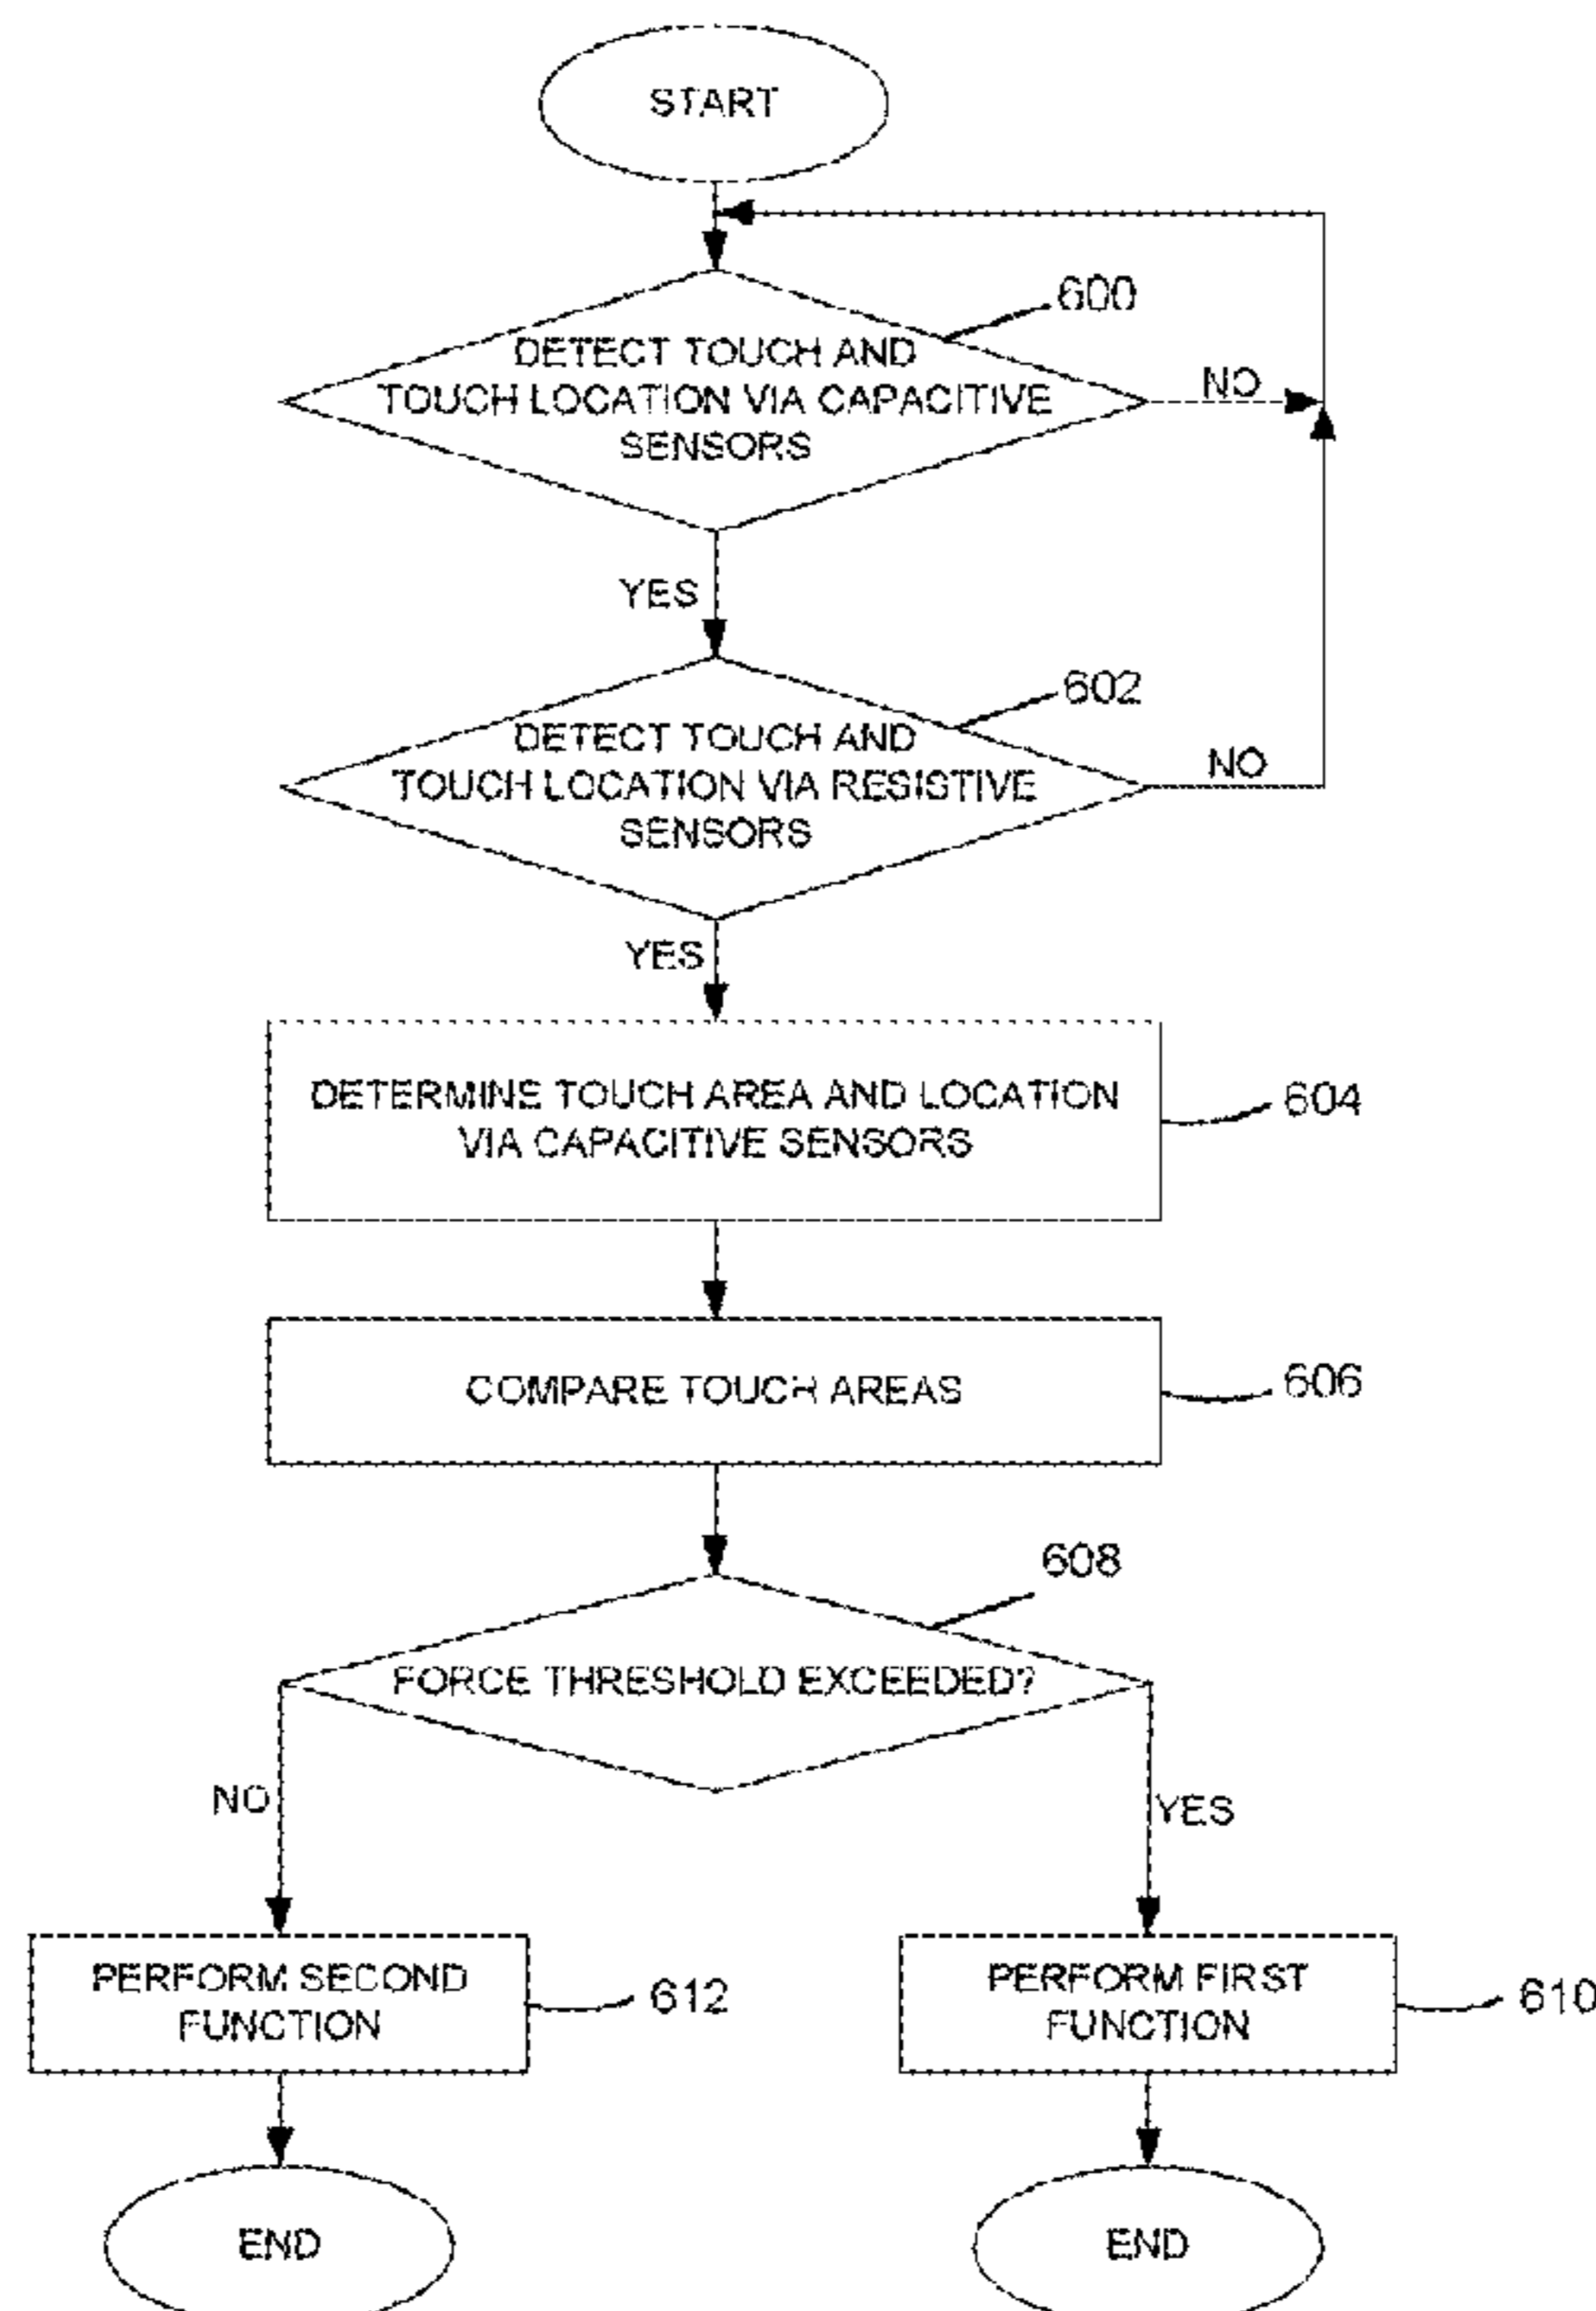 START
600
DETECT TOUCH AND
TOUCH LOCATION VIA CAPACITIVE
SENSORS
NO
YES
602
DETECT TOUCH AND
TOUCH LOCATION VIA RESISTIVE
SENSORS
NO
YES
DETERMINE TOUCH AREA AND LOCATION
VIA CAPACITIVE SENSORS
604
COMPARE TOUCH AREAS
606
608
FORCE THRESHOLD EXCEEDED?
NO
YES
PERFORM SECOND
FUNCTION
612
PERFORM FIRST
FUNCTION
610
END
END